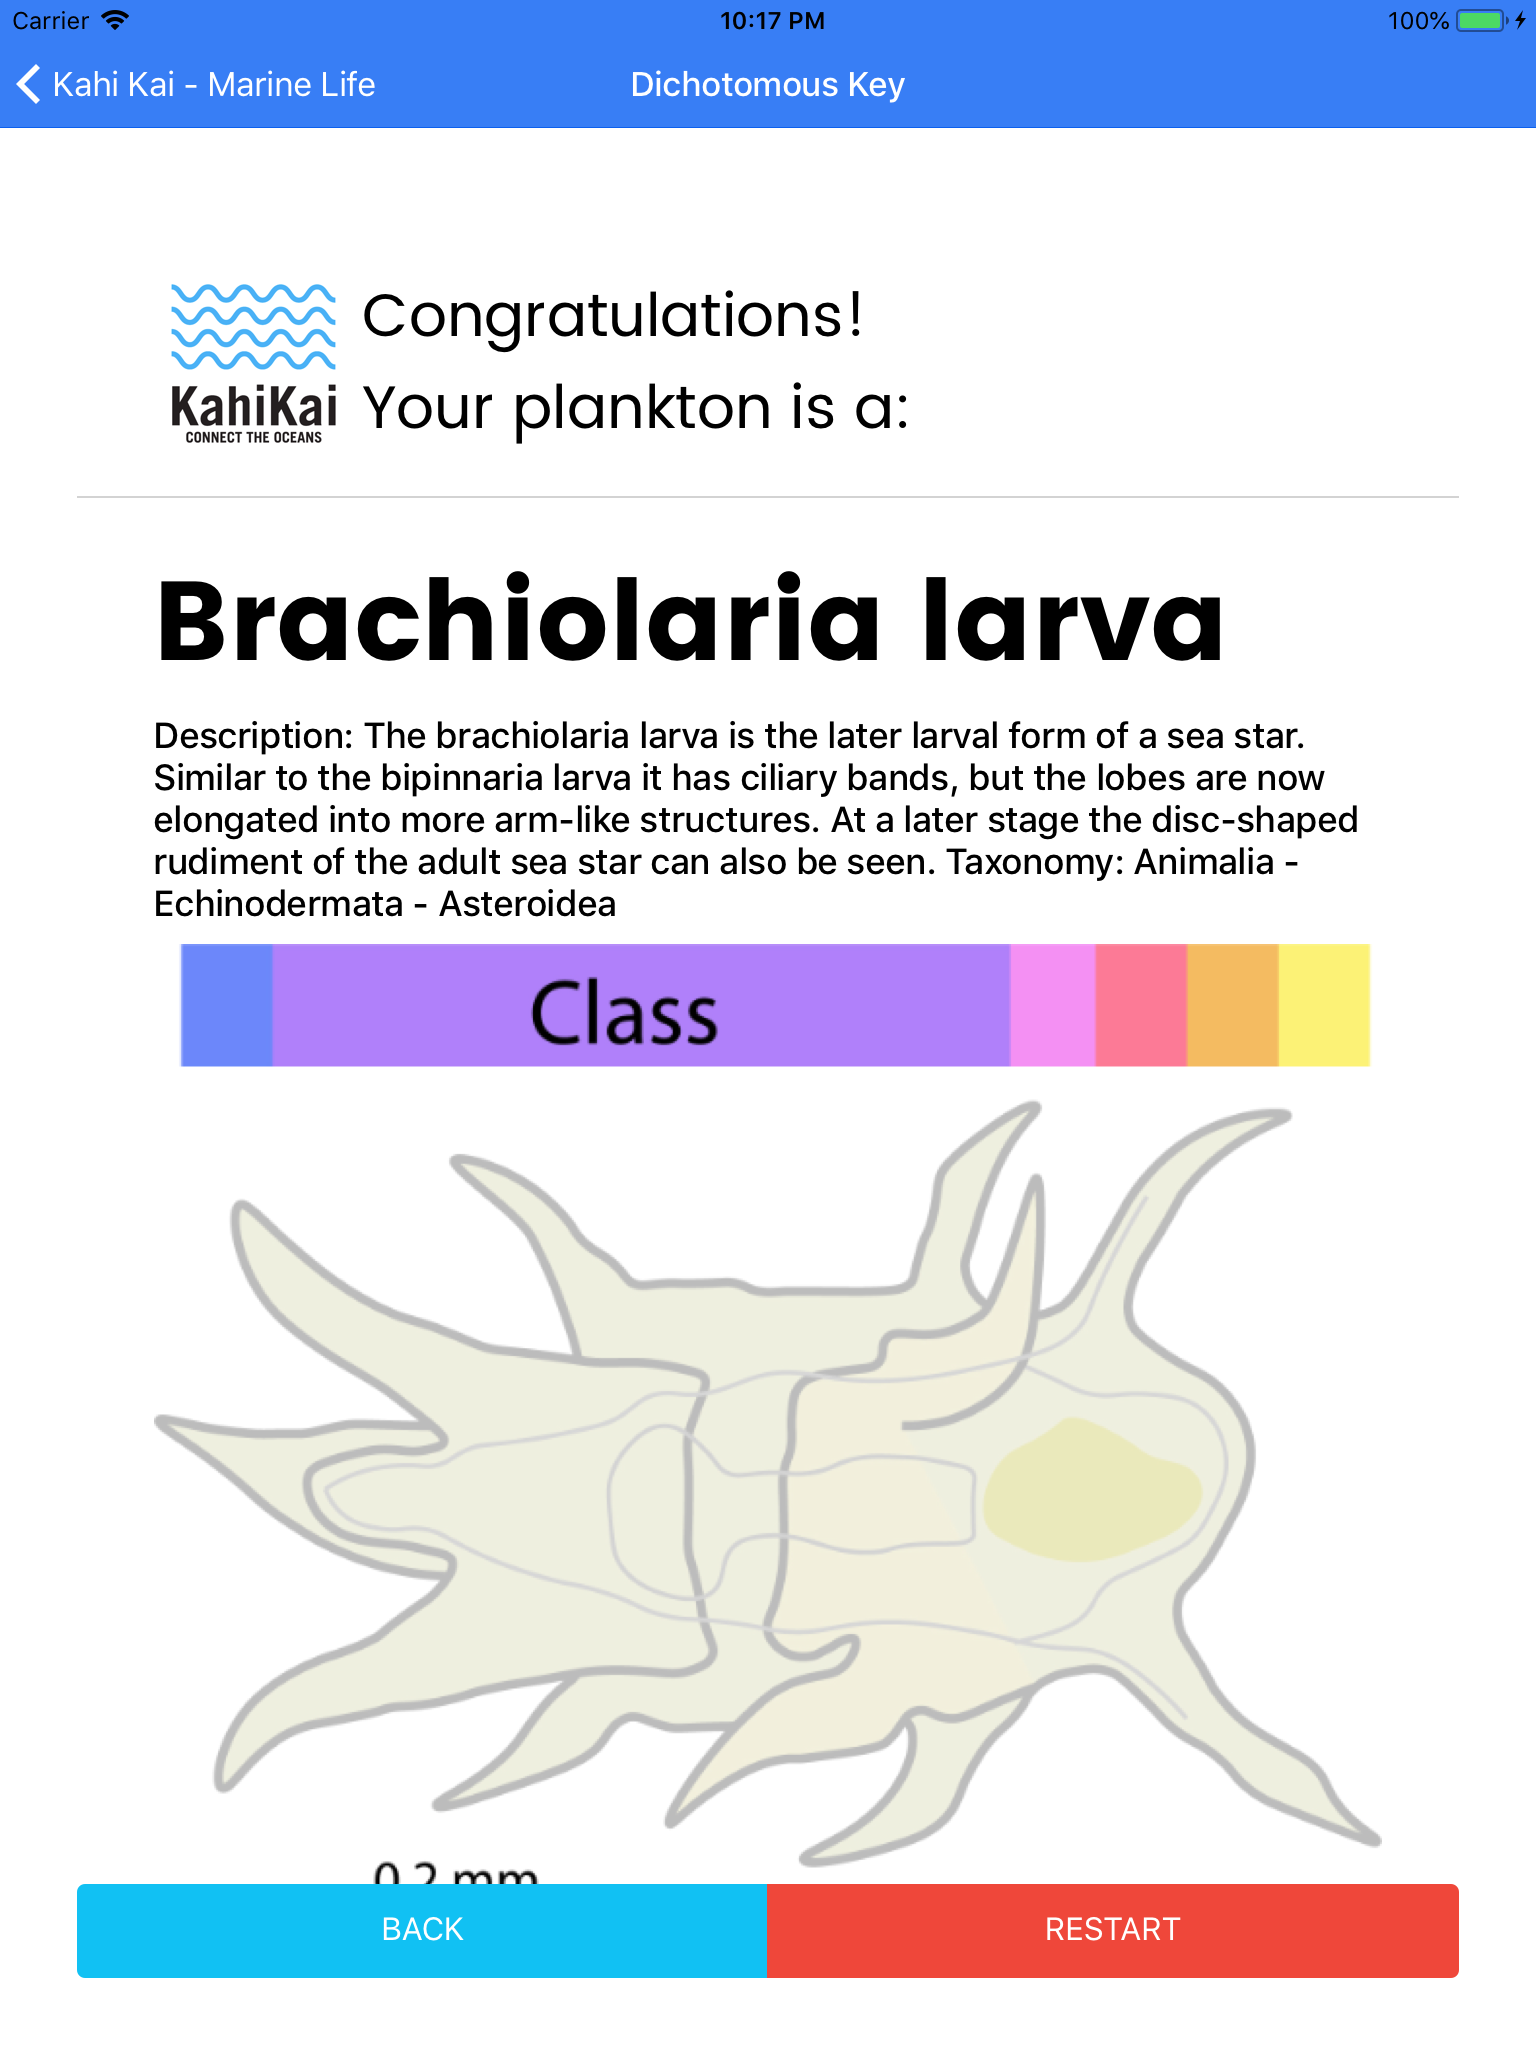 Carrier 10:17 PM 100%
Kahi Kai - Marine Life Dichotomous Key
Congratulations!
KahiKai Your plankton is a:
CONNECT THE OCEANS
Brachiolaria larva
Description: The brachiolaria larva is the later larval form of a sea star.
Similar to the bipinnaria larva it has ciliary bands, but the lobes are now
elongated into more arm-like structures. At a later stage the disc-shaped
rudiment of the adult sea star can also be seen. Taxonomy: Animalia -
Echinodermata - Asteroidea
Class
0.2 mm
BACK RESTART